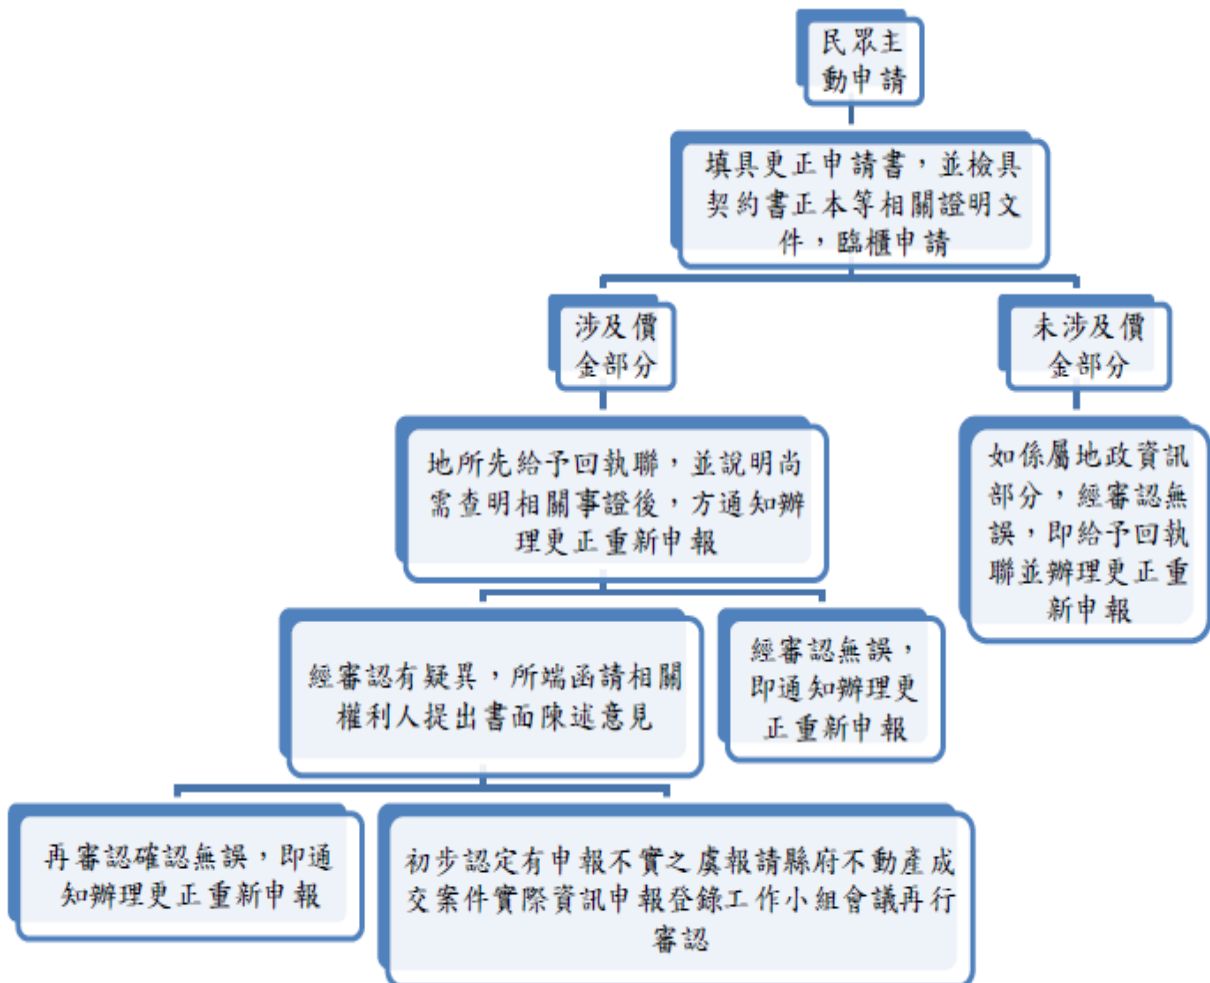 民眾主
動申請
填具更正申請書，並檢具
契約書正本等相關證明文
件，臨櫃申請
涉及價
金部分
未涉及價
金部分
地所先給予回執聯，並說明尚
需查明相關事證後，方通知辦
理更正重新申報
如係屬地政資訊
部分，經審認無
誤，即給予回執
聯並辦理更正重
新申報
經審認有疑異，所端函請相關
權利人提出書面陳述意見
經審認無誤，
即通知辦理更
正重新申報
再審認確認無誤，即通
知辦理更正重新申報
初步認定有申報不實之虞報請縣府不動產成
交案件實際資訊申報登錄工作小組會議再行
審認